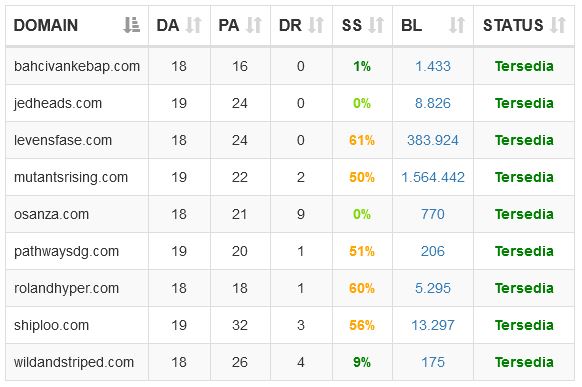 DOMAIN DA PA DR SS BL STATUS
bahcivankebap.com 18 16 0 1% 1.433 Tersedia
jedheads.com 19 24 0 0% 8.826 Tersedia
levensfase.com 18 24 0 61% 383.924 Tersedia
mutantsrising.com 19 22 2 50% 1.564.442 Tersedia
osanza.com 18 21 9 0% 770 Tersedia
pathwaysdg.com 19 20 1 51% 206 Tersedia
rolandhyper.com 18 18 1 60% 5.295 Tersedia
shiploo.com 19 32 3 56% 13.297 Tersedia
wildandstriped.com 18 26 4 9% 175 Tersedia